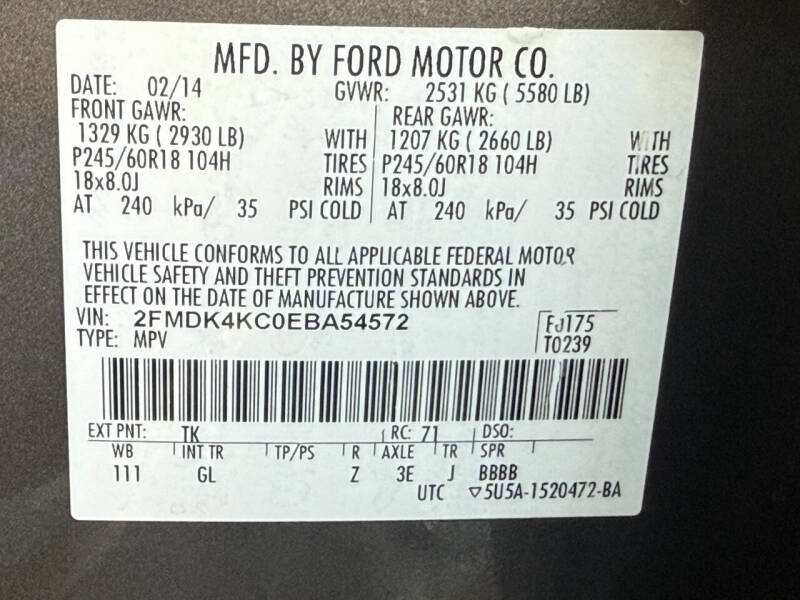 MFD. BY FORD MOTOR CO.
DATE: 02/14 GVWR: 2531 KG ( 5580 LB)
FRONT GAWR: REAR GAWR:
1329 KG ( 2930 LB) WITH 1207 KG ( 2660 LB) WITH
P245/60R18 104H TIRES P245/60R18 104H TIRES
18x8.0J RIMS 18x8.0J RIMS
AT 240 kPa/ 35 PSI COLD AT 240 kPa/ 35 PSI COLD
THIS VEHICLE CONFORMS TO ALL APPLICABLE FEDERAL MOTOR
VEHICLE SAFETY AND THEFT PREVENTION STANDARDS IN
EFFECT ON THE DATE OF MANUFACTURE SHOWN ABOVE.
VIN: 2FMDK4KC0EBA54572 FJ175
TYPE: MPV T0239
EXT PNT: TK RC: 71 DSO:
WB INT TR TP/PS R AXLE TR SPR
111 GL Z 3E J BBBB
UTC ▽5U5A-1520472-BA